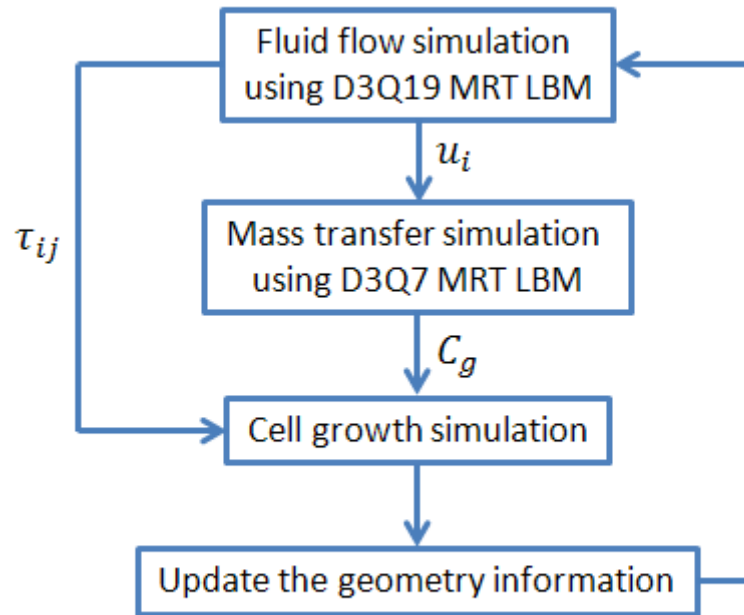 Fluid flow simulation
using D3Q19 MRT LBM
u_i
Mass transfer simulation
using D3Q7 MRT LBM
τ_ij
C_g
Cell growth simulation
Update the geometry information